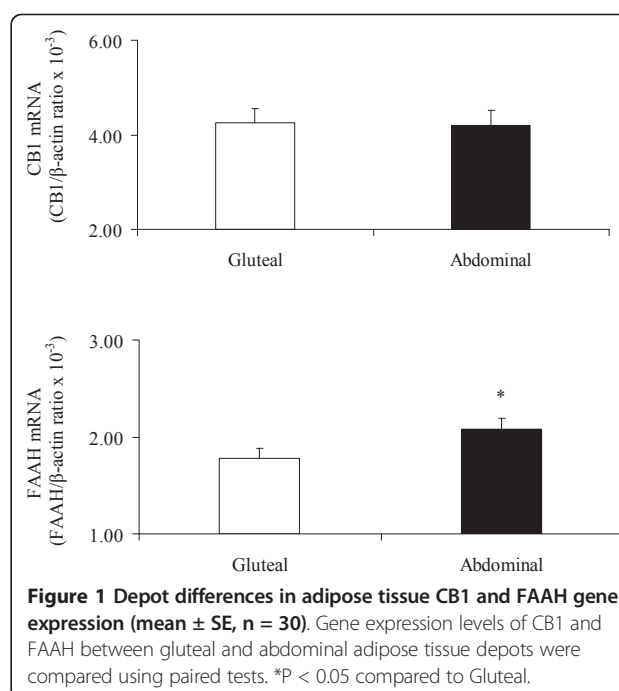 6.00
4.00
2.00
CB1 mRNA
(CB1/β-actin ratio x 10⁻³)
Gluteal
Abdominal
3.00
2.00
1.00
FAAH mRNA
(FAAH/β-actin ratio x 10⁻³)
*
Gluteal
Abdominal
Figure 1 Depot differences in adipose tissue CB1 and FAAH gene
expression (mean ± SE, n = 30). Gene expression levels of CB1 and
FAAH between gluteal and abdominal adipose tissue depots were
compared using paired tests. *P < 0.05 compared to Gluteal.